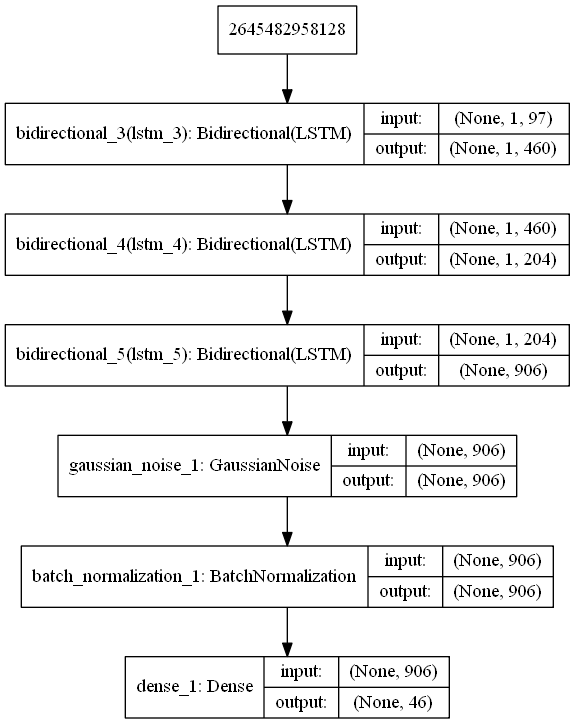 2645482958128
bidirectional_3(lstm_3): Bidirectional(LSTM)
input:
(None, 1, 97)
output:
(None, 1, 460)
bidirectional_4(lstm_4): Bidirectional(LSTM)
input:
(None, 1, 460)
output:
(None, 1, 204)
bidirectional_5(lstm_5): Bidirectional(LSTM)
input:
(None, 1, 204)
output:
(None, 906)
gaussian_noise_1: GaussianNoise
input:
(None, 906)
output:
(None, 906)
batch_normalization_1: BatchNormalization
input:
(None, 906)
output:
(None, 906)
dense_1: Dense
input:
(None, 906)
output:
(None, 46)